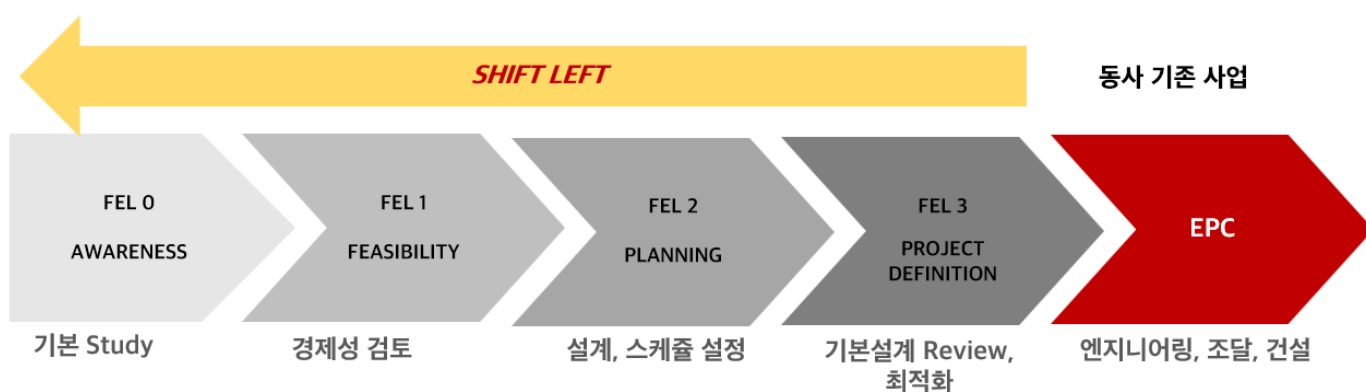 SHIFT LEFT
동사 기존 사업
FEL 0
AWARENESS
FEL 1
FEASIBILITY
FEL 2
PLANNING
FEL 3
PROJECT
DEFINITION
EPC
기본 Study
경제성 검토
설계, 스케쥴 설정
기본설계 Review,
최적화
엔지니어링, 조달, 건설